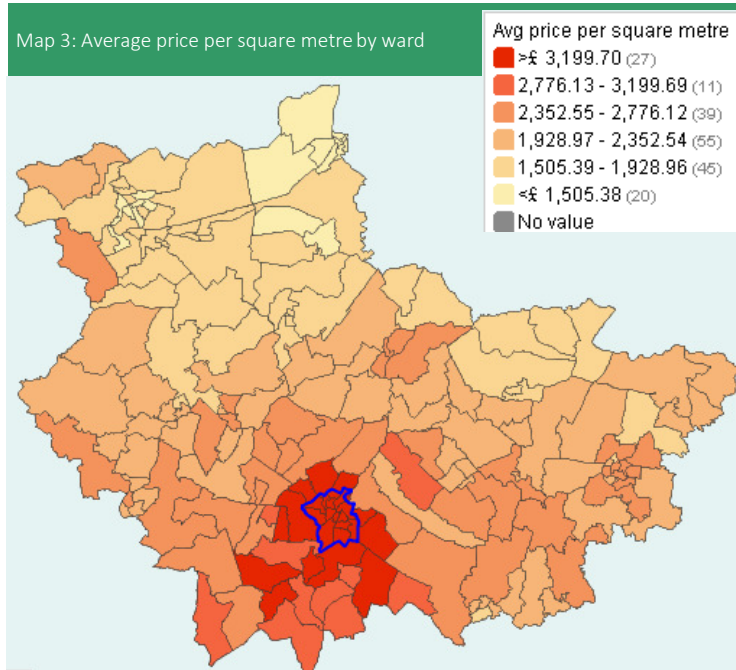 Map 3: Average price per square metre by ward
Avg price per square metre
>£ 3,199.70 (27)
2,776.13 - 3,199.69 (11)
2,352.55 - 2,776.12 (39)
1,928.97 - 2,352.54 (55)
1,505.39 - 1,928.96 (45)
<£ 1,505.38 (20)
No value